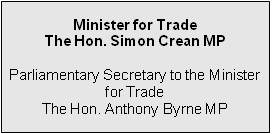 Minister for Trade
The Hon. Simon Crean MP
Parliamentary Secretary to the Minister
for Trade
The Hon. Anthony Byrne MP